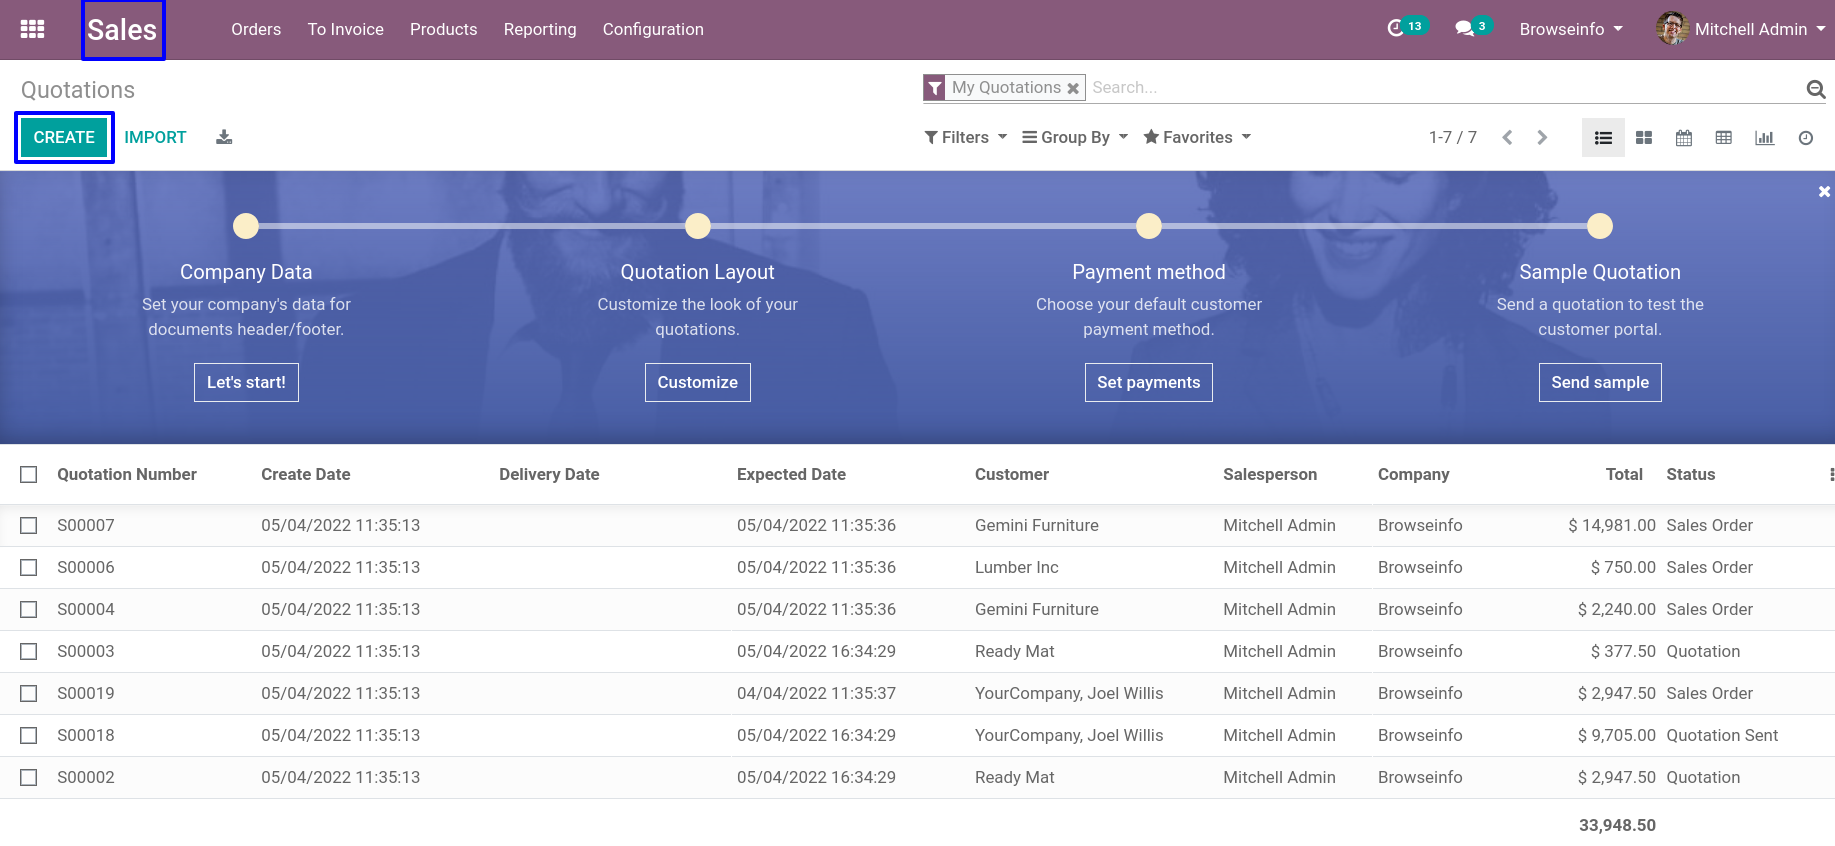 Sales Orders To Invoice Products Reporting Configuration 13 3 Browseinfo Mitchell Admin
Quotations My Quotations Search...
CREATE IMPORT Filters Group By Favorites 1-7 / 7
Company Data Quotation Layout Payment method Sample Quotation
Set your company's data for Customize the look of your Choose your default customer Send a quotation to test the
documents header/footer. quotations. payment method. customer portal.
Let's start! Customize Set payments Send sample
Quotation Number Create Date Delivery Date Expected Date Customer Salesperson Company Total Status
S00007 05/04/2022 11:35:13 05/04/2022 11:35:36 Gemini Furniture Mitchell Admin Browseinfo $ 14,981.00 Sales Order
S00006 05/04/2022 11:35:13 05/04/2022 11:35:36 Lumber Inc Mitchell Admin Browseinfo $ 750.00 Sales Order
S00004 05/04/2022 11:35:13 05/04/2022 11:35:36 Gemini Furniture Mitchell Admin Browseinfo $ 2,240.00 Sales Order
S00003 05/04/2022 11:35:13 05/04/2022 16:34:29 Ready Mat Mitchell Admin Browseinfo $ 377.50 Quotation
S00019 05/04/2022 11:35:13 04/04/2022 11:35:37 YourCompany, Joel Willis Mitchell Admin Browseinfo $ 2,947.50 Sales Order
S00018 05/04/2022 11:35:13 05/04/2022 16:34:29 YourCompany, Joel Willis Mitchell Admin Browseinfo $ 9,705.00 Quotation Sent
S00002 05/04/2022 11:35:13 05/04/2022 16:34:29 Ready Mat Mitchell Admin Browseinfo $ 2,947.50 Quotation
33,948.50